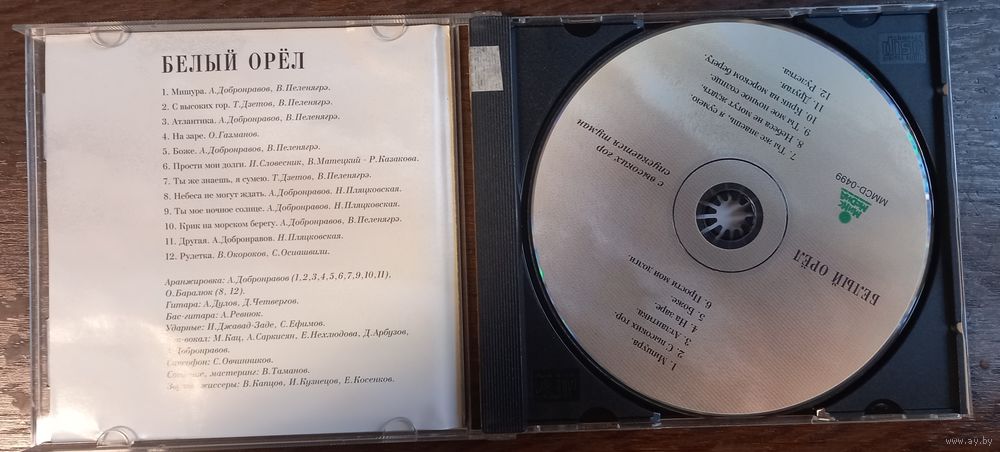 БЕЛЫЙ ОРЁЛ
1. Мишура. А.Добронравов, В.Пеленягрэ.
2. С высоких гор. Т.Дзетов, В.Пеленягрэ.
3. Атлантика. А.Добронравов, В.Пеленягрэ.
4. На заре. О.Газманов.
5. Боже. А.Добронравов, В.Пеленягрэ.
6. Прости мои долги. И.Словесник, В.Матецкий - Р.Казакова.
7. Ты же знаешь, я сумею. Т.Дзетов, В.Пеленягрэ.
8. Небеса не могут ждать. А.Добронравов. Н.Пляцковская.
9. Ты мое ночное солнце. А.Добронравов, Н.Пляцковская.
10. Крик на морском берегу. А.Добронравов, В.Пеленягрэ.
11. Другая. А.Добронравов. Н.Пляцковская.
12. Рулетка. В.Окороков, С.Осиашвили.
Аранжировка: А.Добронравов (1,2,3,4,5,6,7,9,10,11),
О.Баралюк (8, 12).
Гитара: А.Дулов, Д.Четвергов.
Бас-гитара: А.Ревнюк.
Ударные: И.Джавад-Заде, С.Ефимов.
М.Кац, А.Саркисян, Е.Нехлюдова, Д.Арбузов,
Добронравов.
Саксофон: С.Овчинников.
мастеринг: В.Таманов.
В.Капцов, И.Кузнецов, Е.Косенков.
БЕЛЫЙ ОРЁЛ
Минис Медиа
MMCD-0499
с высоких гор
спускается туман
1. Мишура.
2. С высоких гор.
3. Атлантика.
4. На заре.
5. Боже.
6. Прости мои долги.
7. Ты же знаешь, я сумею.
8. Небеса не могут ждать.
9. Ты мое ночное солнце.
10. Крик на морском берегу.
11. Другая.
12. Рулетка.
www.ay.by